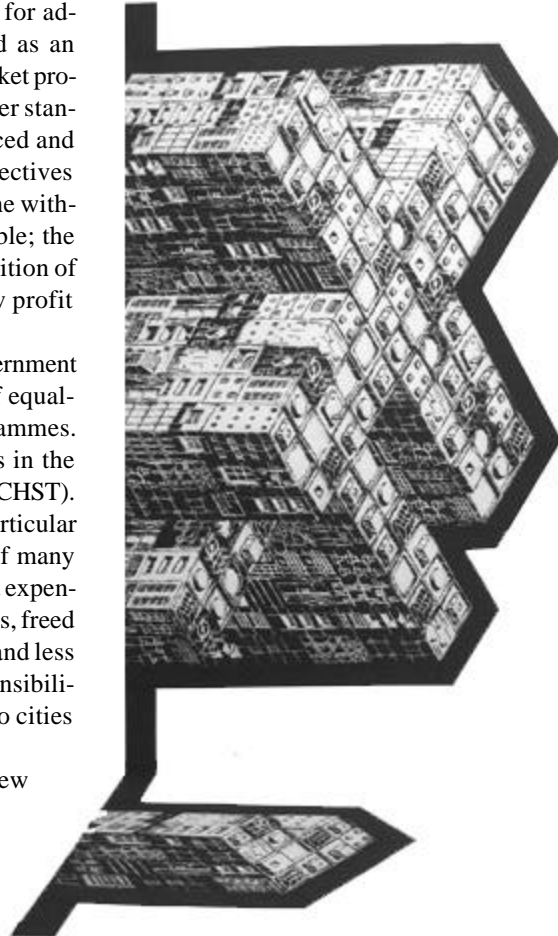 for ad-
d as an
ket pro-
er stan-
ced and
ectives
ne with-
ble; the
ition of
y profit
ernment
f equal-
ammes.
s in the
CHST).
rticular
f many
expen-
s, freed
and less
nsibili-
o cities
ew